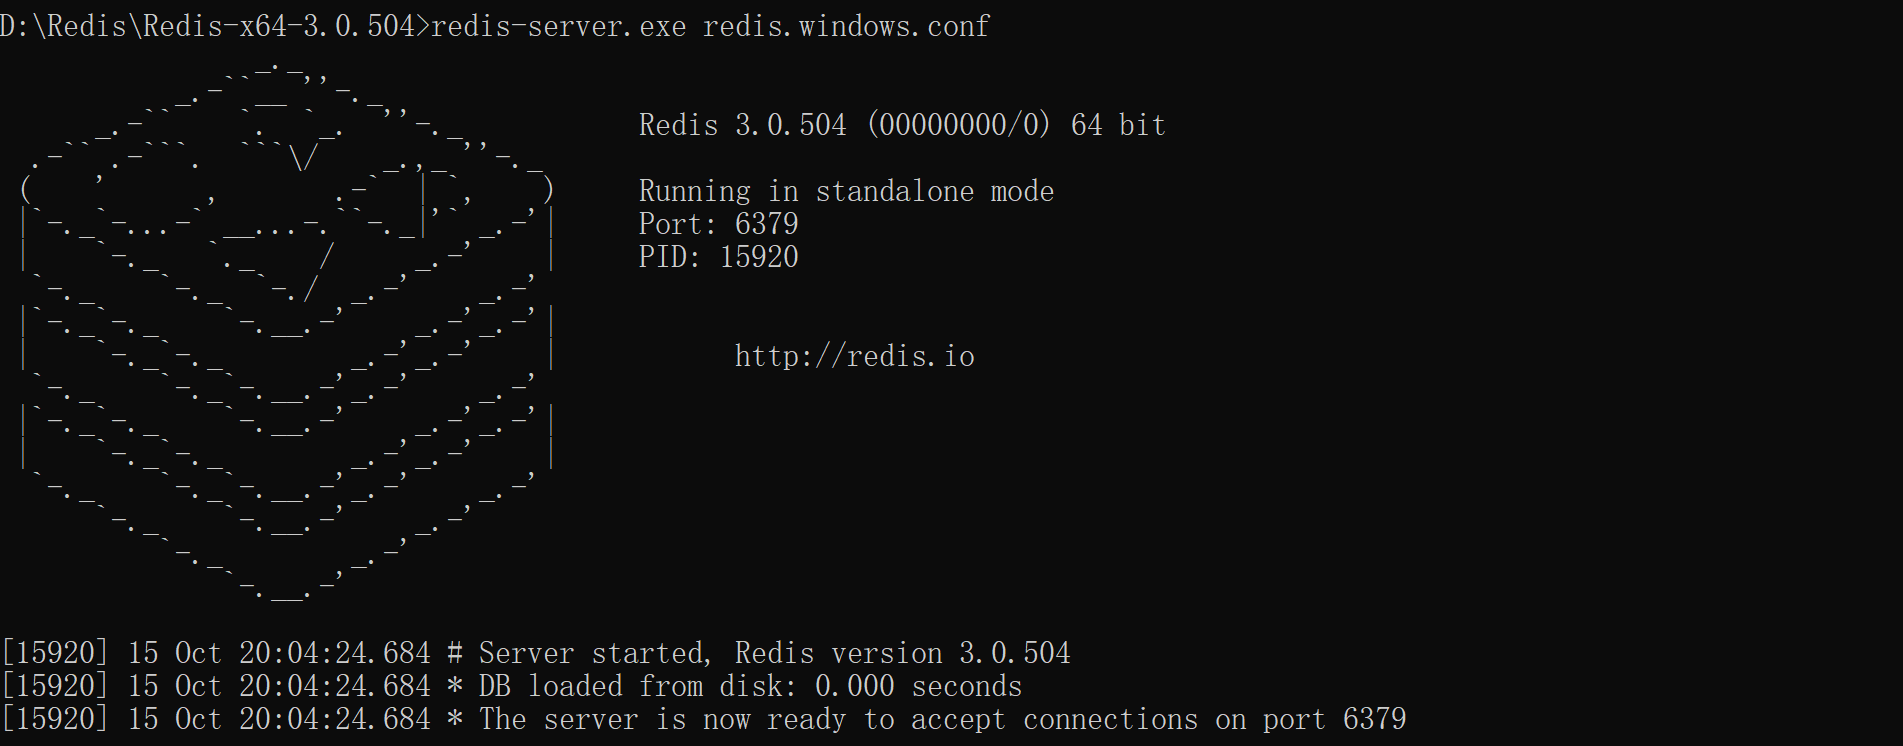 D:\Redis\Redis-x64-3.0.504>redis-server.exe redis.windows.conf
Redis 3.0.504 (00000000/0) 64 bit
Running in standalone mode
Port: 6379
PID: 15920
http://redis.io
[15920] 15 Oct 20:04:24.684 # Server started, Redis version 3.0.504
[15920] 15 Oct 20:04:24.684 * DB loaded from disk: 0.000 seconds
[15920] 15 Oct 20:04:24.684 * The server is now ready to accept connections on port 6379